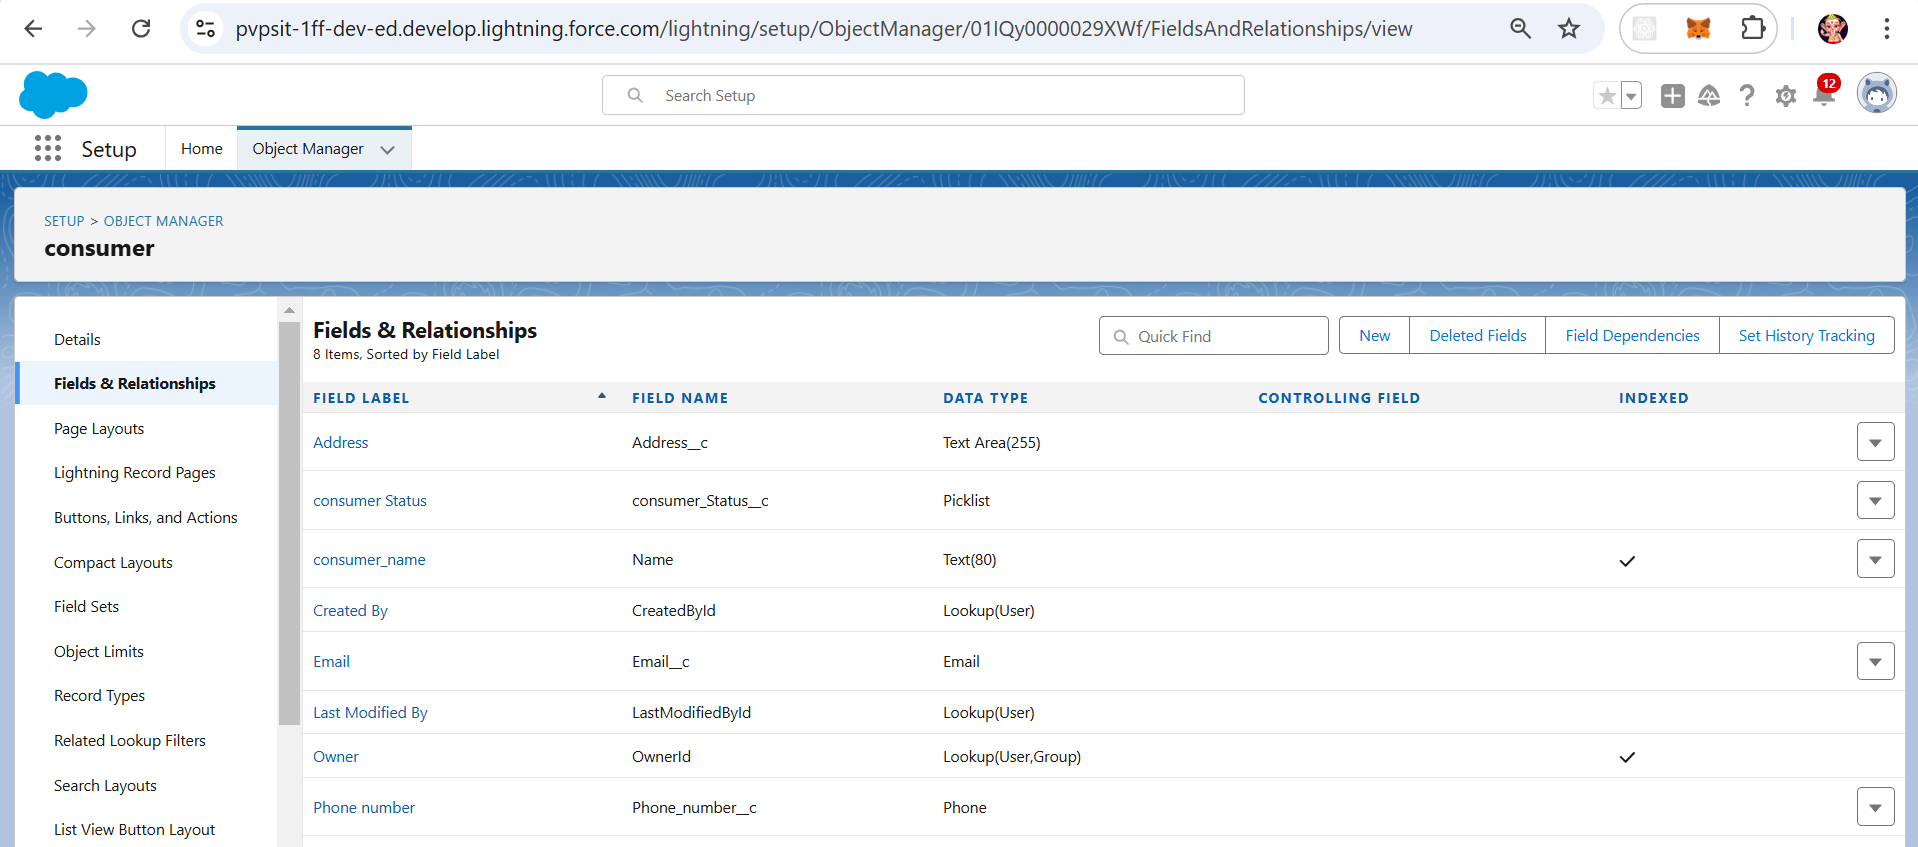 pvpsit-1ff-dev-ed.develop.lightning.force.com/lightning/setup/ObjectManager/01IQy0000029XWf/FieldsAndRelationships/view
Search Setup
12
Setup
Home
Object Manager
SETUP > OBJECT MANAGER
consumer
Details
Fields & Relationships
Page Layouts
Lightning Record Pages
Buttons, Links, and Actions
Compact Layouts
Field Sets
Object Limits
Record Types
Related Lookup Filters
Search Layouts
List View Button Layout
Fields & Relationships
8 Items, Sorted by Field Label
Quick Find
New
Deleted Fields
Field Dependencies
Set History Tracking
FIELD LABEL FIELD NAME DATA TYPE CONTROLLING FIELD INDEXED
Address Address__c Text Area(255)
consumer Status consumer_Status__c Picklist
consumer_name Name Text(80)
Created By CreatedById Lookup(User)
Email Email__c Email
Last Modified By LastModifiedById Lookup(User)
Owner OwnerId Lookup(User,Group)
Phone number Phone_number__c Phone